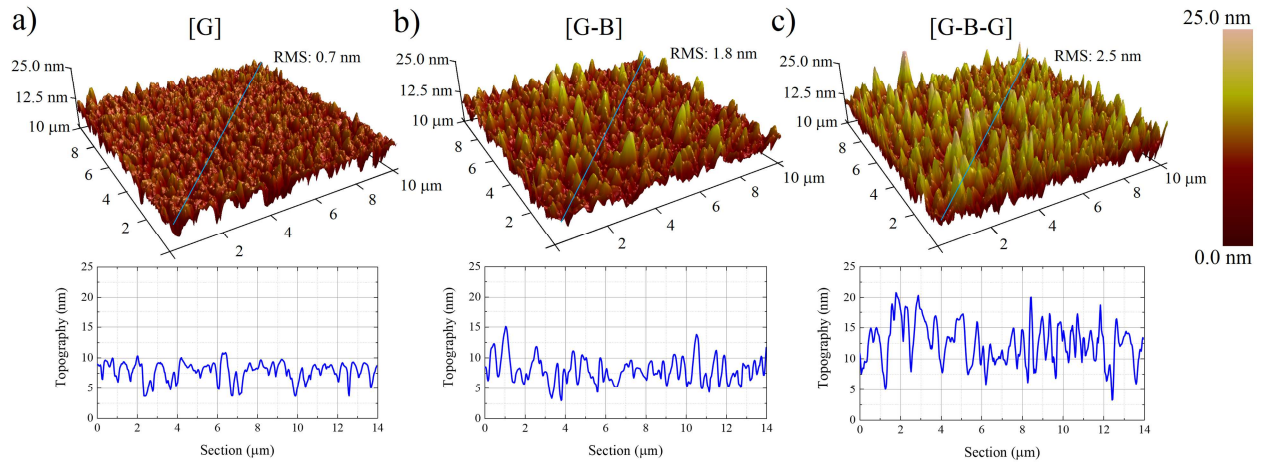 a)
[G]
RMS: 0.7 nm
25.0 nm
12.5 nm
10 µm
8
6
4
2
2
4
6
8
10 µm
b)
[G-B]
RMS: 1.8 nm
25.0 nm
12.5 nm
10 µm
8
6
4
2
2
4
6
8
10 µm
c)
[G-B-G]
RMS: 2.5 nm
25.0 nm
12.5 nm
10 µm
8
6
4
2
2
4
6
8
10 µm
25.0 nm
0.0 nm
Topography (nm)
25
20
15
10
5
0
0 2 4 6 8 10 12 14
Section (µm)
Topography (nm)
25
20
15
10
5
0
0 2 4 6 8 10 12 14
Section (µm)
Topography (nm)
25
20
15
10
5
0
0 2 4 6 8 10 12 14
Section (µm)